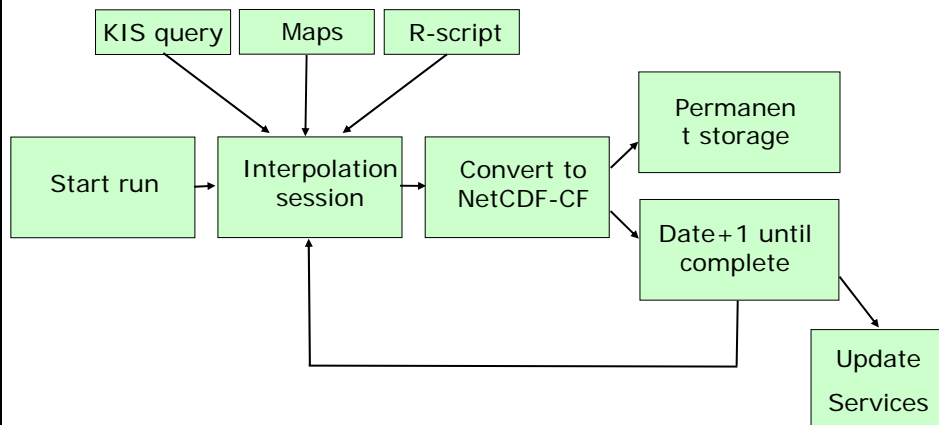 KIS query
Maps
R-script
Start run
Interpolation
session
Convert to
NetCDF-CF
Permanen
t storage
Date+1 until
complete
Update
Services